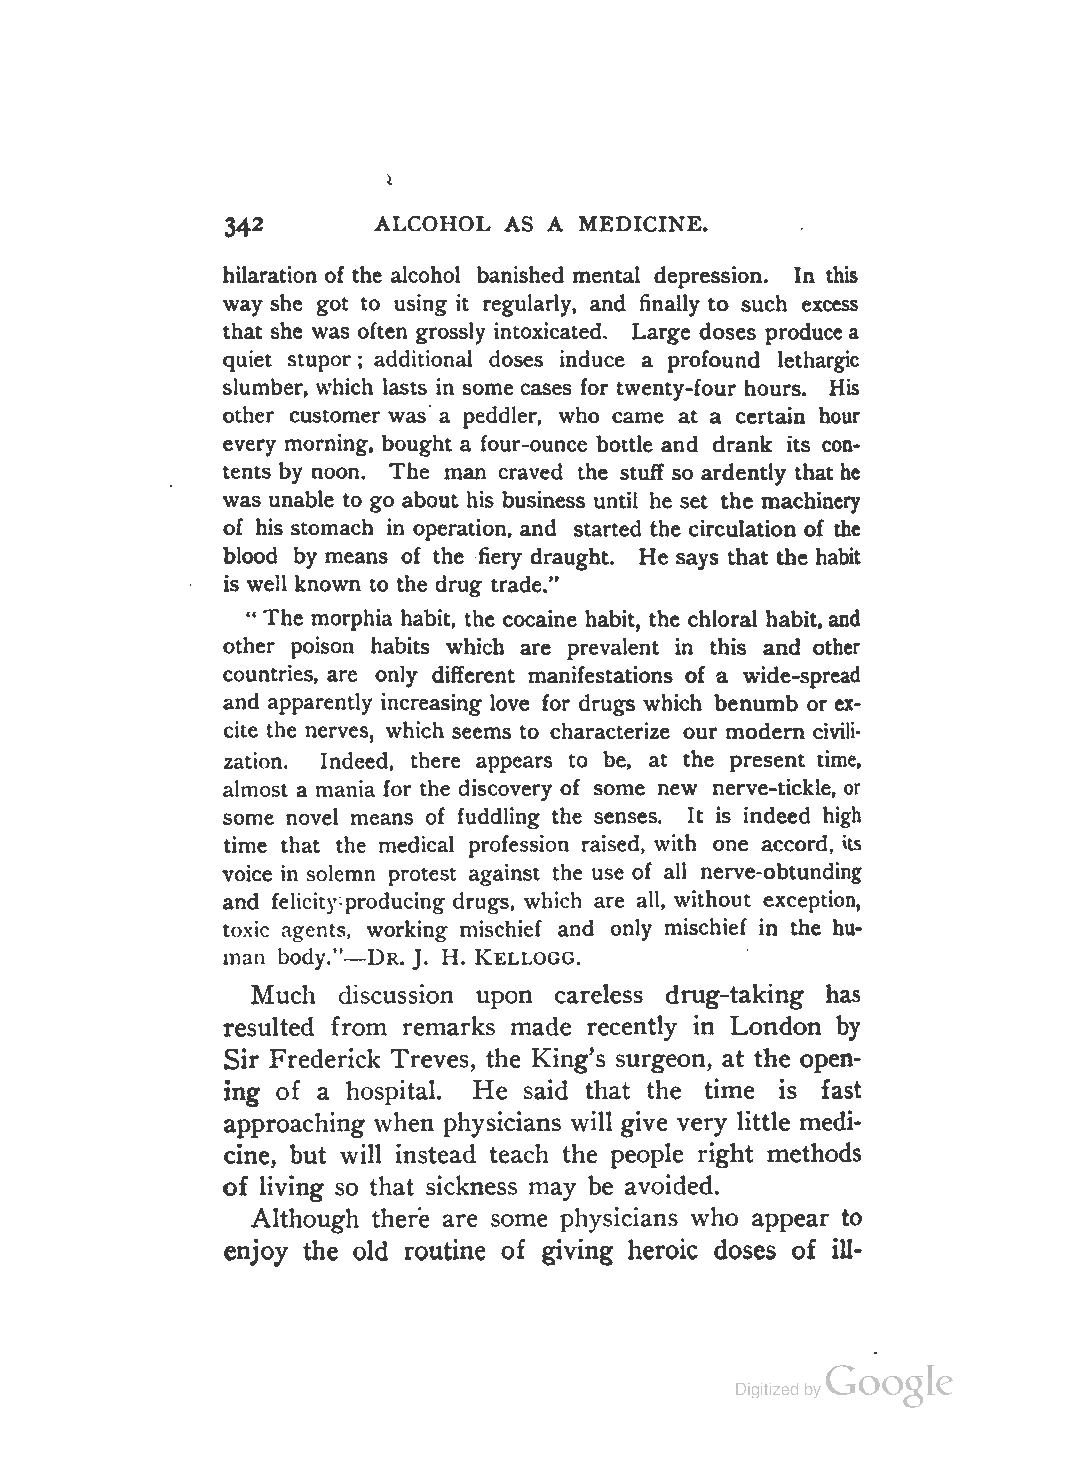 342 ALCOHOL AS A MEDICINE.
hilaration of the alcohol banished mental depression. In this
way she got to using it regularly, and finally to such excess
that she was often grossly intoxicated. Large doses produce a
quiet stupor; additional doses induce a profound lethargic
slumber, which lasts in some cases for twenty-four hours. His
other customer was a peddler, who came at a certain hour
every morning, bought a four-ounce bottle and drank its con-
tents by noon. The man craved the stuff so ardently that he
was unable to go about his business until he set the machinery
of his stomach in operation, and started the circulation of the
blood by means of the fiery draught. He says that the habit
is well known to the drug trade."
"The morphia habit, the cocaine habit, the chloral habit, and
other poison habits which are prevalent in this and other
countries, are only different manifestations of a wide-spread
and apparently increasing love for drugs which benumb or ex-
cite the nerves, which seems to characterize our modern civili-
zation. Indeed, there appears to be, at the present time,
almost a mania for the discovery of some new nerve-tickle, or
some novel means of fuddling the senses. It is indeed high
time that the medical profession raised, with one accord, its
voice in solemn protest against the use of all nerve-obtunding
and felicity-producing drugs, which are all, without exception,
toxic agents, working mischief and only mischief in the hu-
man body."—DR. J. H. KELLOGG.
Much discussion upon careless drug-taking has
resulted from remarks made recently in London by
Sir Frederick Treves, the King's surgeon, at the open-
ing of a hospital. He said that the time is fast
approaching when physicians will give very little medi-
cine, but will instead teach the people right methods
of living so that sickness may be avoided.
Although there are some physicians who appear to
enjoy the old routine of giving heroic doses of ill-
Digitized by Google